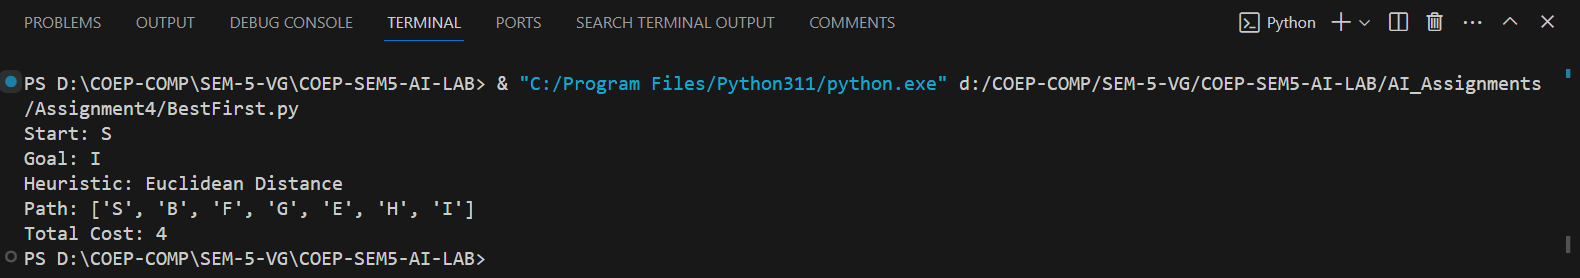 PROBLEMS OUTPUT DEBUG CONSOLE TERMINAL PORTS SEARCH TERMINAL OUTPUT COMMENTS Python
PS D:\COEP-COMP\SEM-5-VG\COEP-SEM5-AI-LAB> & "C:/Program Files/Python311/python.exe" d:/COEP-COMP/SEM-5-VG/COEP-SEM5-AI-LAB/AI_Assignments
/Assignment4/BestFirst.py
Start: S
Goal: I
Heuristic: Euclidean Distance
Path: ['S', 'B', 'F', 'G', 'E', 'H', 'I']
Total Cost: 4
PS D:\COEP-COMP\SEM-5-VG\COEP-SEM5-AI-LAB>